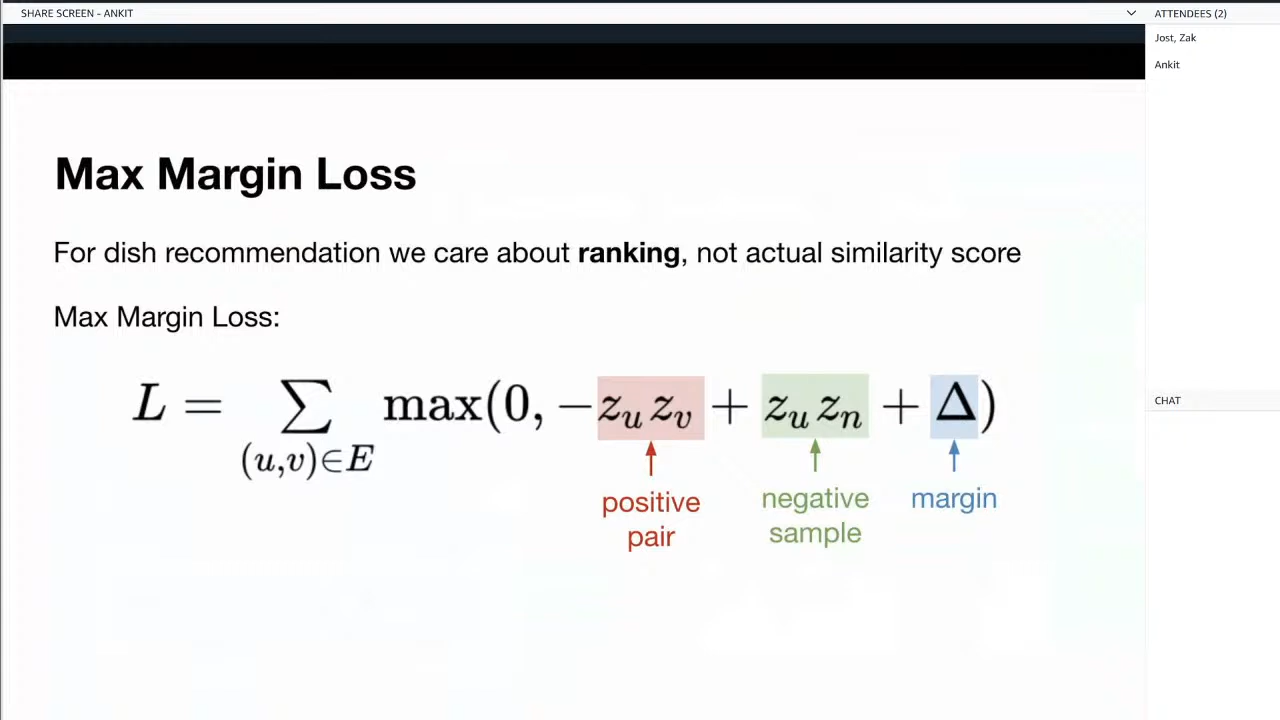 SHARE SCREEN - ANKIT
ATTENDEES (2)
Jost, Zak
Ankit
Max Margin Loss
For dish recommendation we care about ranking, not actual similarity score
Max Margin Loss:
L = ∑_{(u,v)∈E} max(0, −z_u z_v + z_u z_n + Δ)
positive pair
negative sample
margin
CHAT